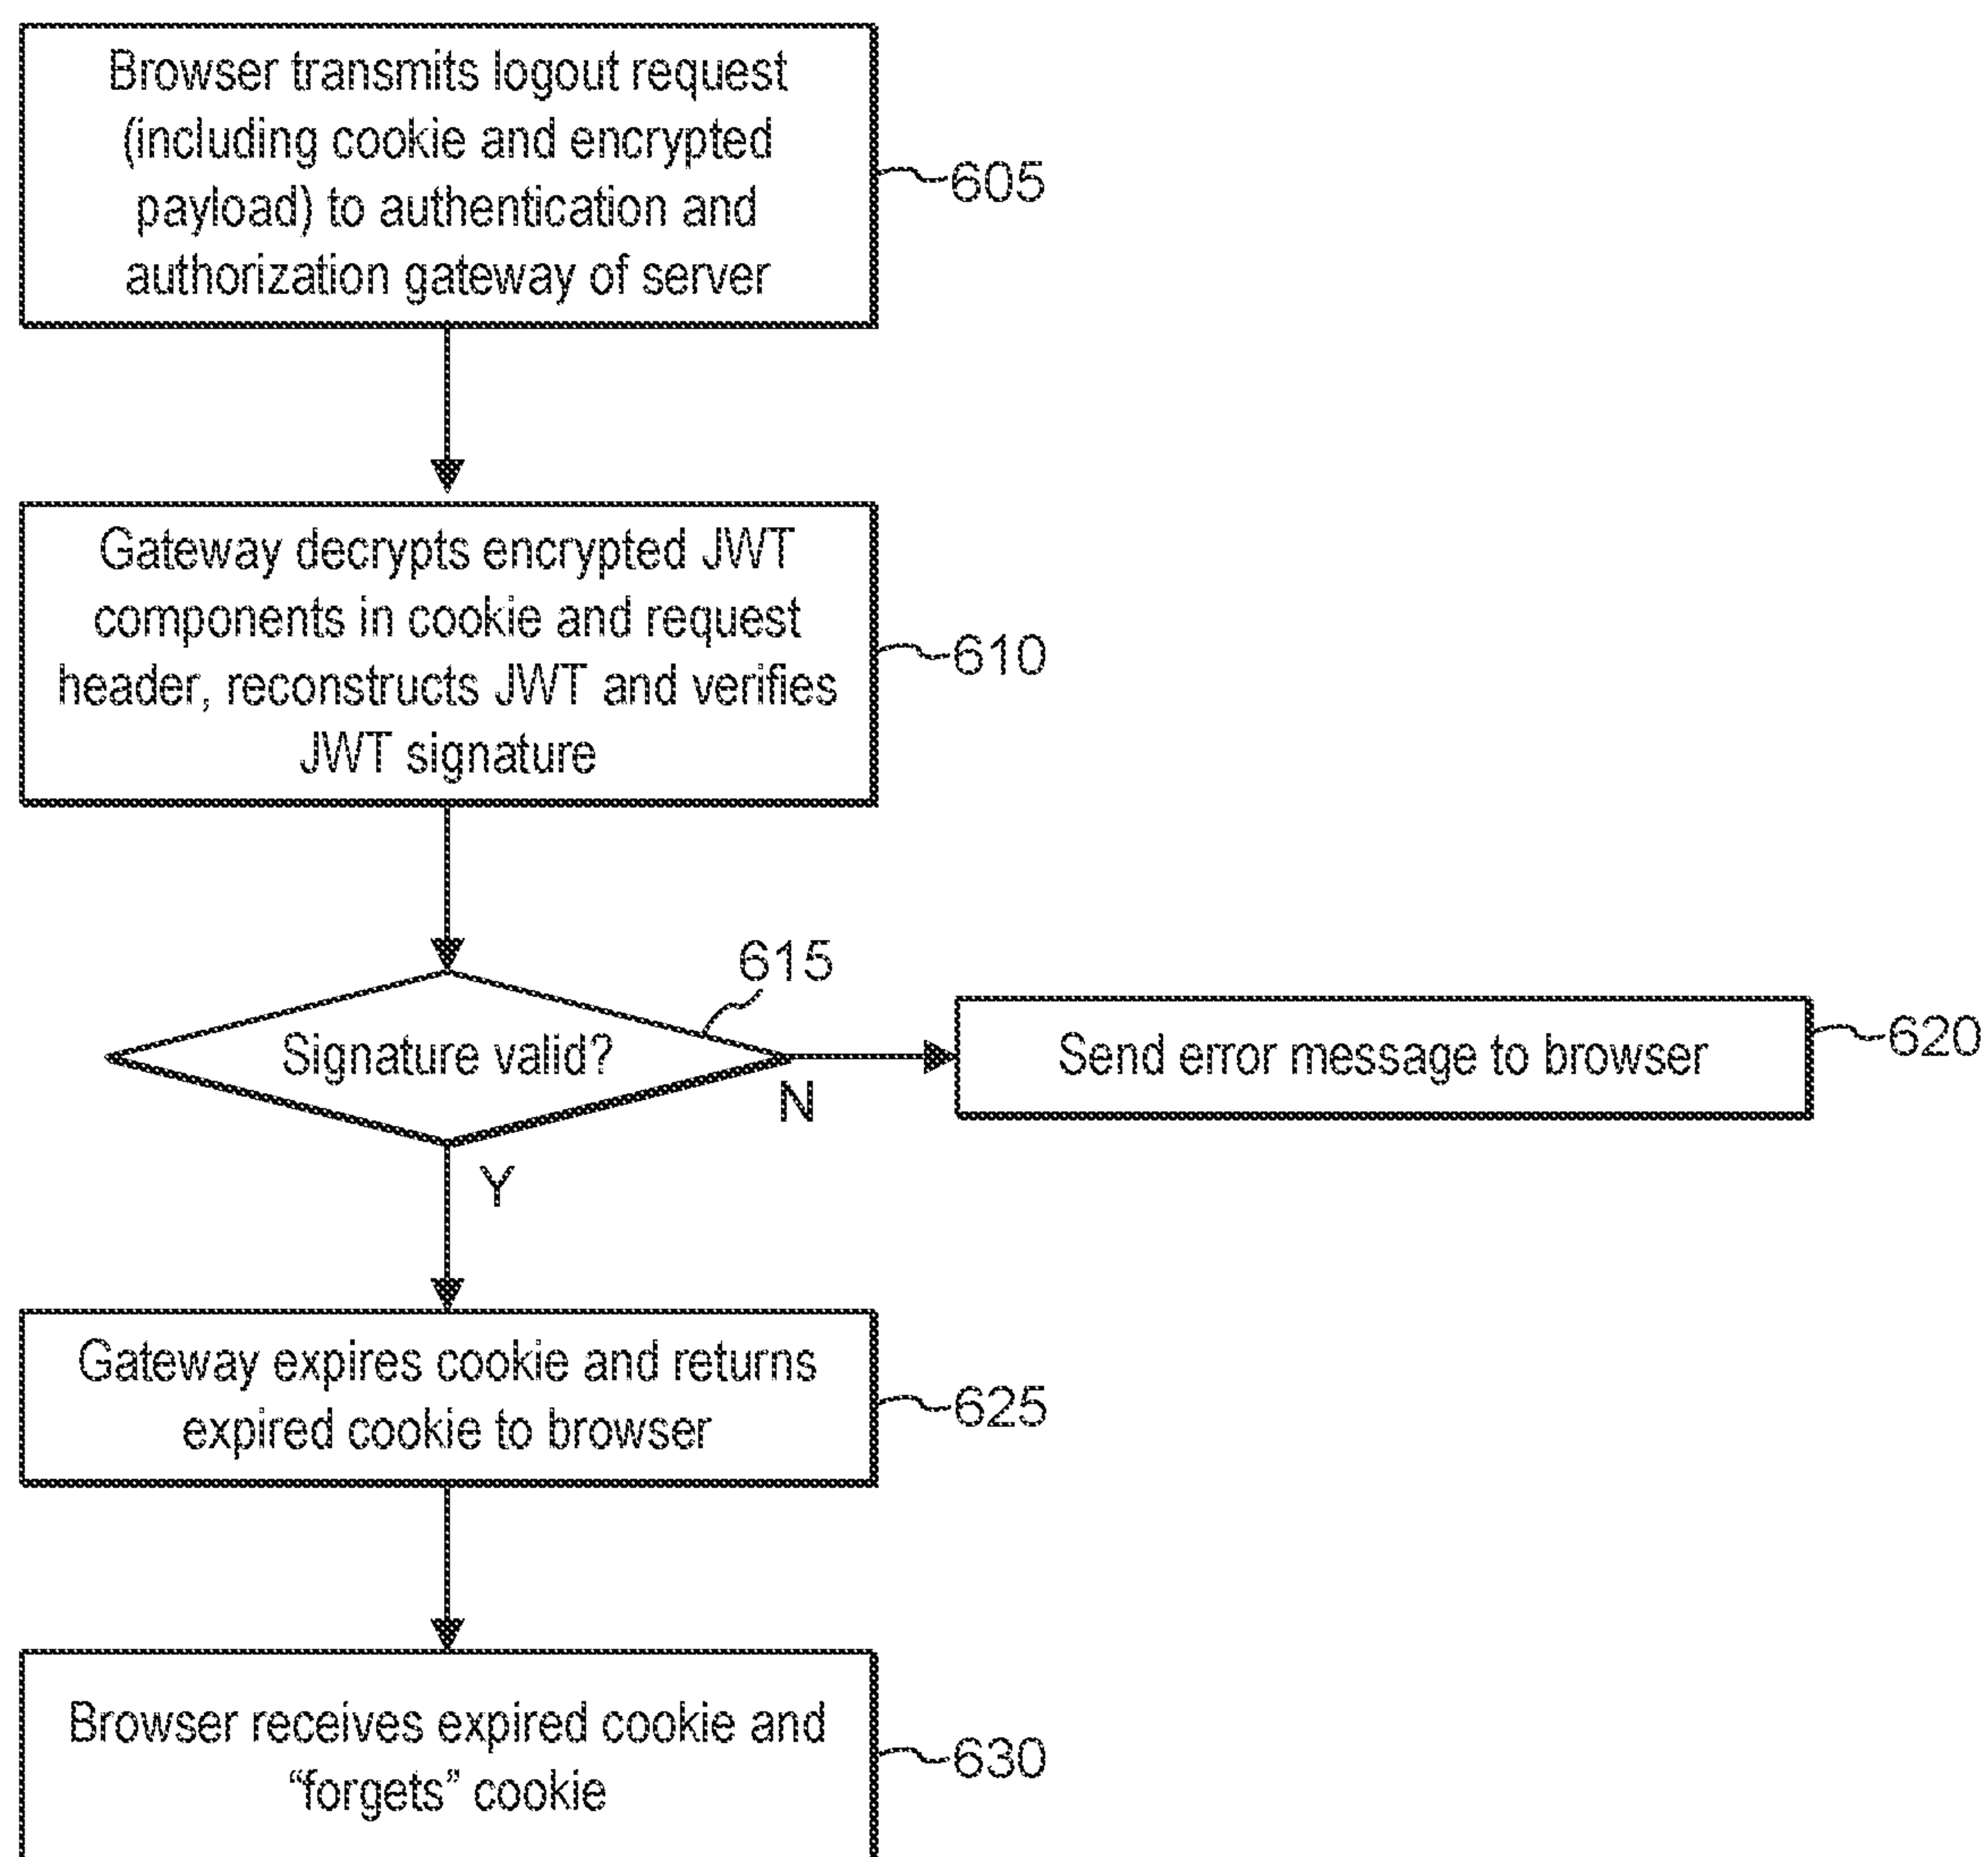 Browser transmits logout request
(including cookie and encrypted
payload) to authentication and
authorization gateway of server
605
Gateway decrypts encrypted JWT
components in cookie and request
header, reconstructs JWT and verifies
JWT signature
610
615
Signature valid?
N
Send error message to browser
620
Y
Gateway expires cookie and returns
expired cookie to browser
625
Browser receives expired cookie and
“forgets” cookie
630